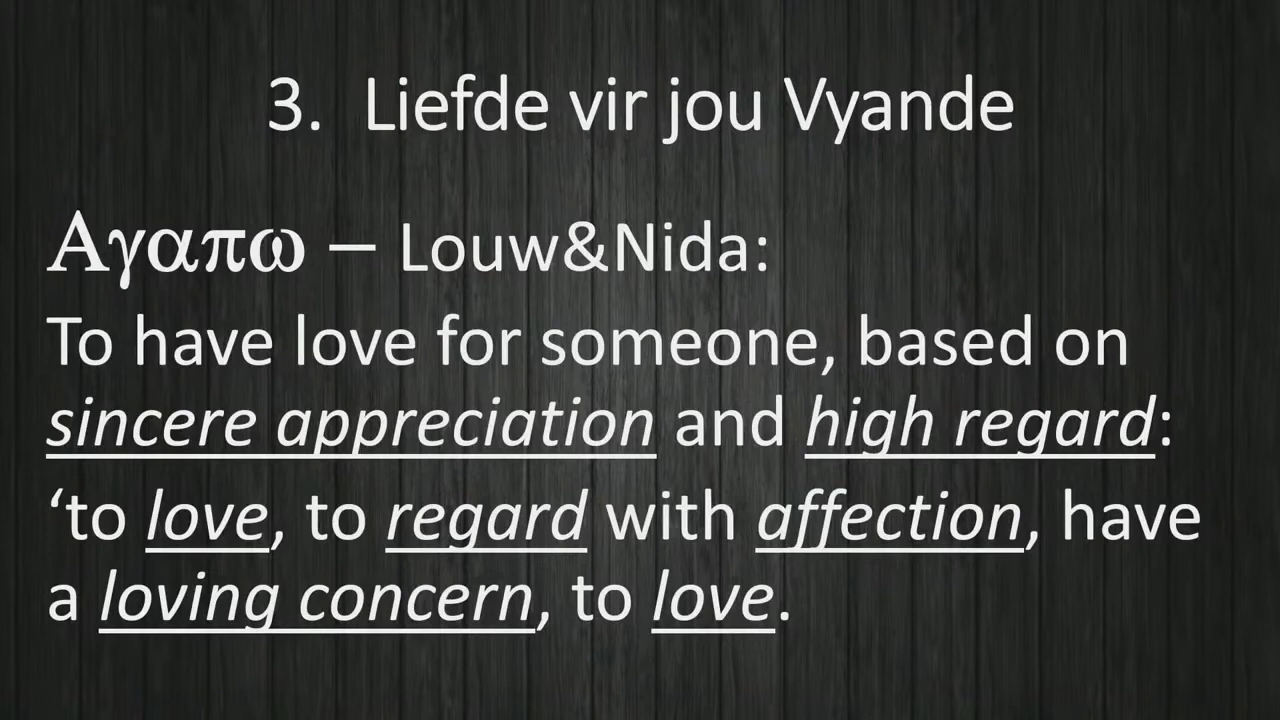 3. Liefde vir jou Vyande
Αγαπω – Louw&Nida:
To have love for someone, based on
sincere appreciation and high regard:
‘to love, to regard with affection, have
a loving concern, to love.